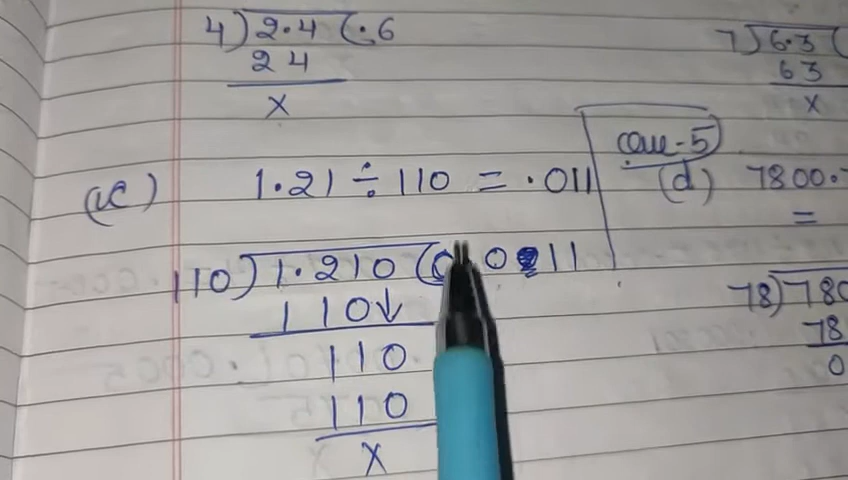 4)2.4(.6
24
x
7)6.3(
63
x
(c) 1.21 ÷ 110 = .011
110)1.210(0.011
110↓
110
110
x
case-5
(d) 7800.
=
78)780
78
0